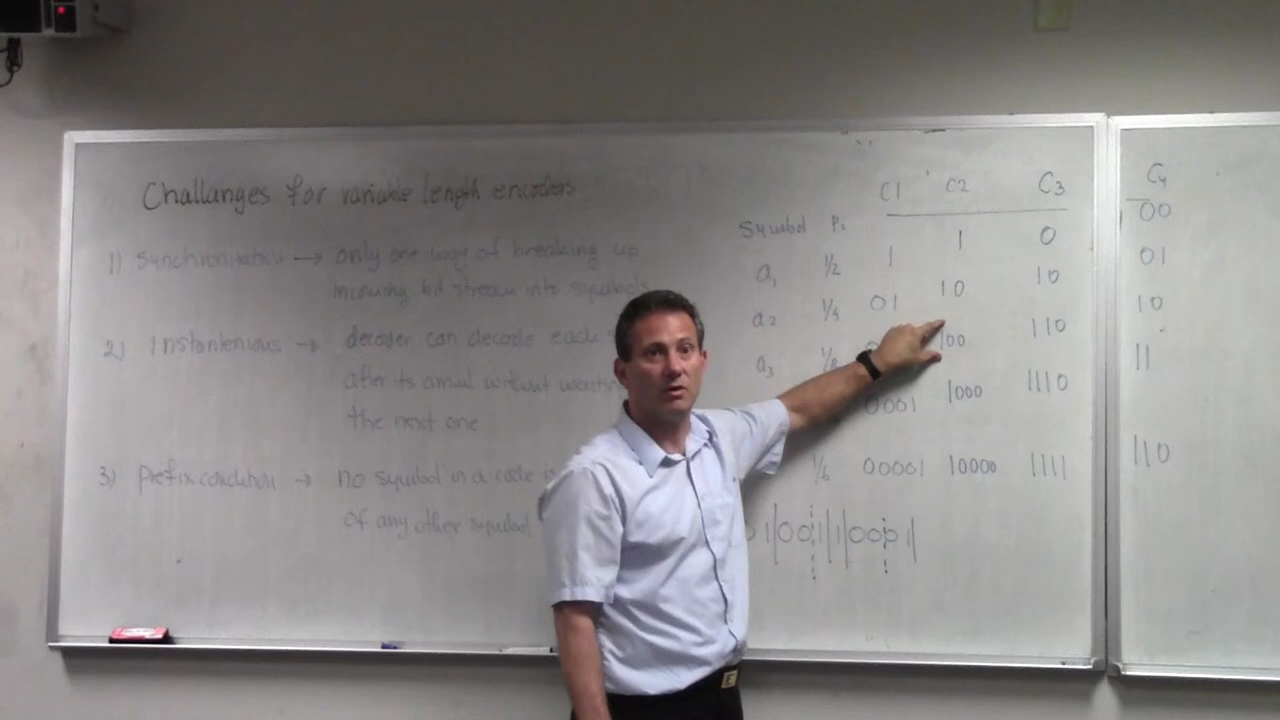 Challanges for variable length encoders
1) Synchronization → only one way of breaking up
incoming bit stream into symbols
2) Instantenious → decoder can decode each
after its arrival without waiting
the next one
3) Prefix condition → no symbol in a code is
of any other symbol
C1 C2 C3 C4
Symbol Pi
a1 1/2 1 1 0 00
a2 1/4 01 10 10 01
a3 1/8 100 110 10
0001 1000 1110 11
00001 10000 1111 110
01|001|1|0001|